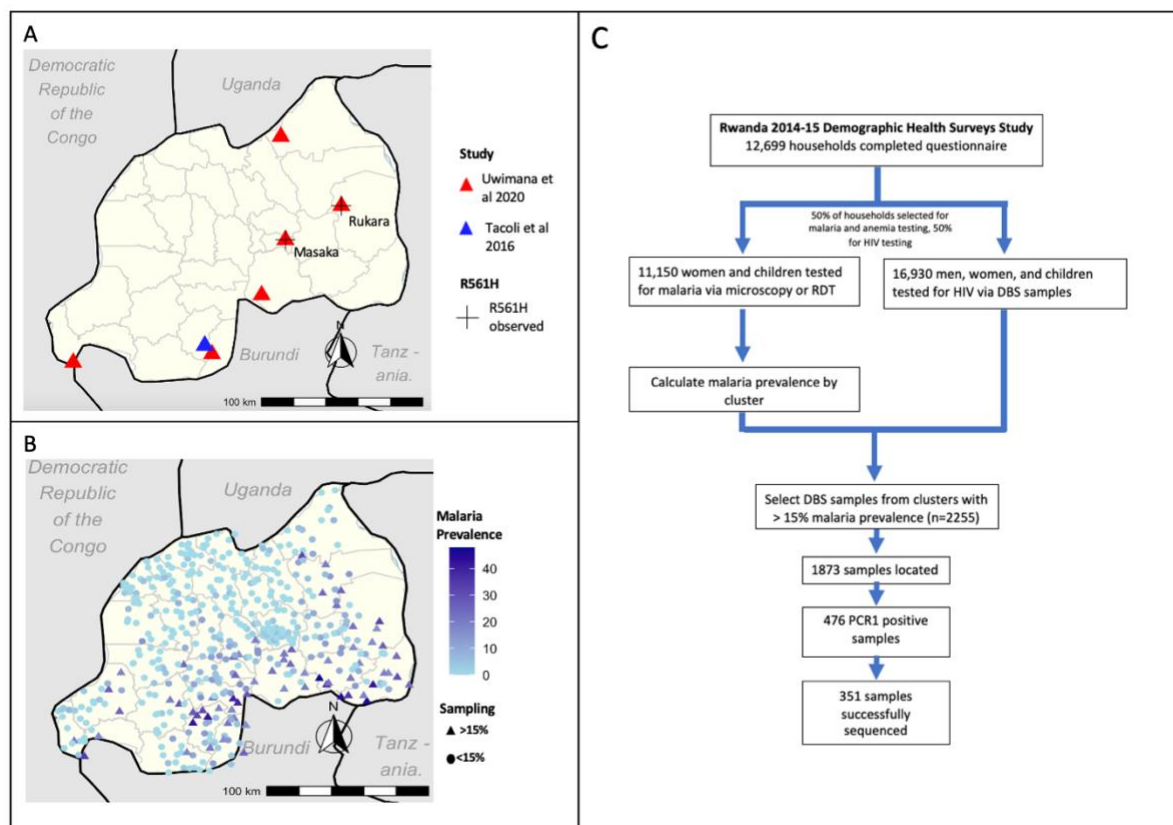 A
Democratic
Republic
of the
Congo
Uganda
Rukara
Masaka
Burundi
N
Tanz -
ania.
100 km
Study
Uwimana et
al 2020
Tacoli et al
2016
R561H
R561H
observed
B
Democratic
Republic
of the
Congo
Uganda
Burundi
N
Tanz -
ania.
100 km
Malaria
Prevalence
40
30
20
10
0
Sampling
>15%
<15%
C
Rwanda 2014-15 Demographic Health Surveys Study
12,699 households completed questionnaire
50% of households selected for
malaria and anemia testing, 50%
for HIV testing
11,150 women and children tested
for malaria via microscopy or RDT
16,930 men, women, and children
tested for HIV via DBS samples
Calculate malaria prevalence by
cluster
Select DBS samples from clusters with
> 15% malaria prevalence (n=2255)
1873 samples located
476 PCR1 positive
samples
351 samples
successfully
sequenced